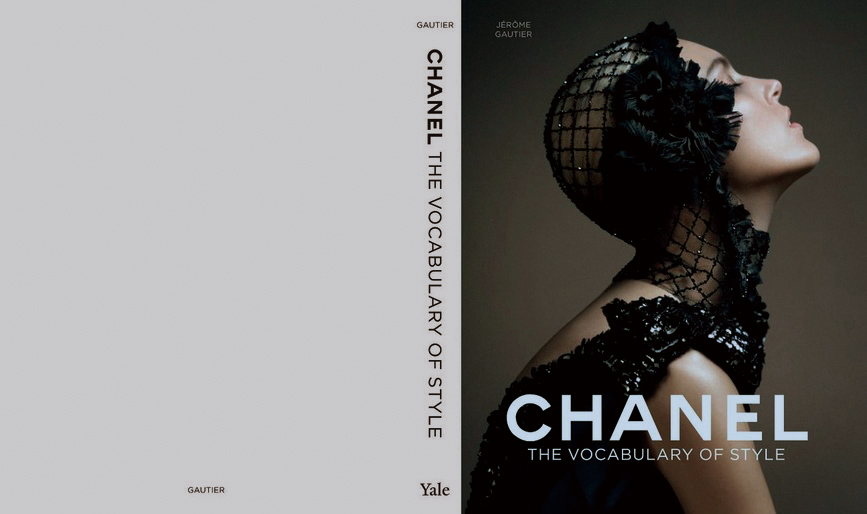 GAUTIER
GAUTIER
CHANEL THE VOCABULARY OF STYLE
Yale
JÉRÔME
GAUTIER
CHANEL
THE VOCABULARY OF STYLE